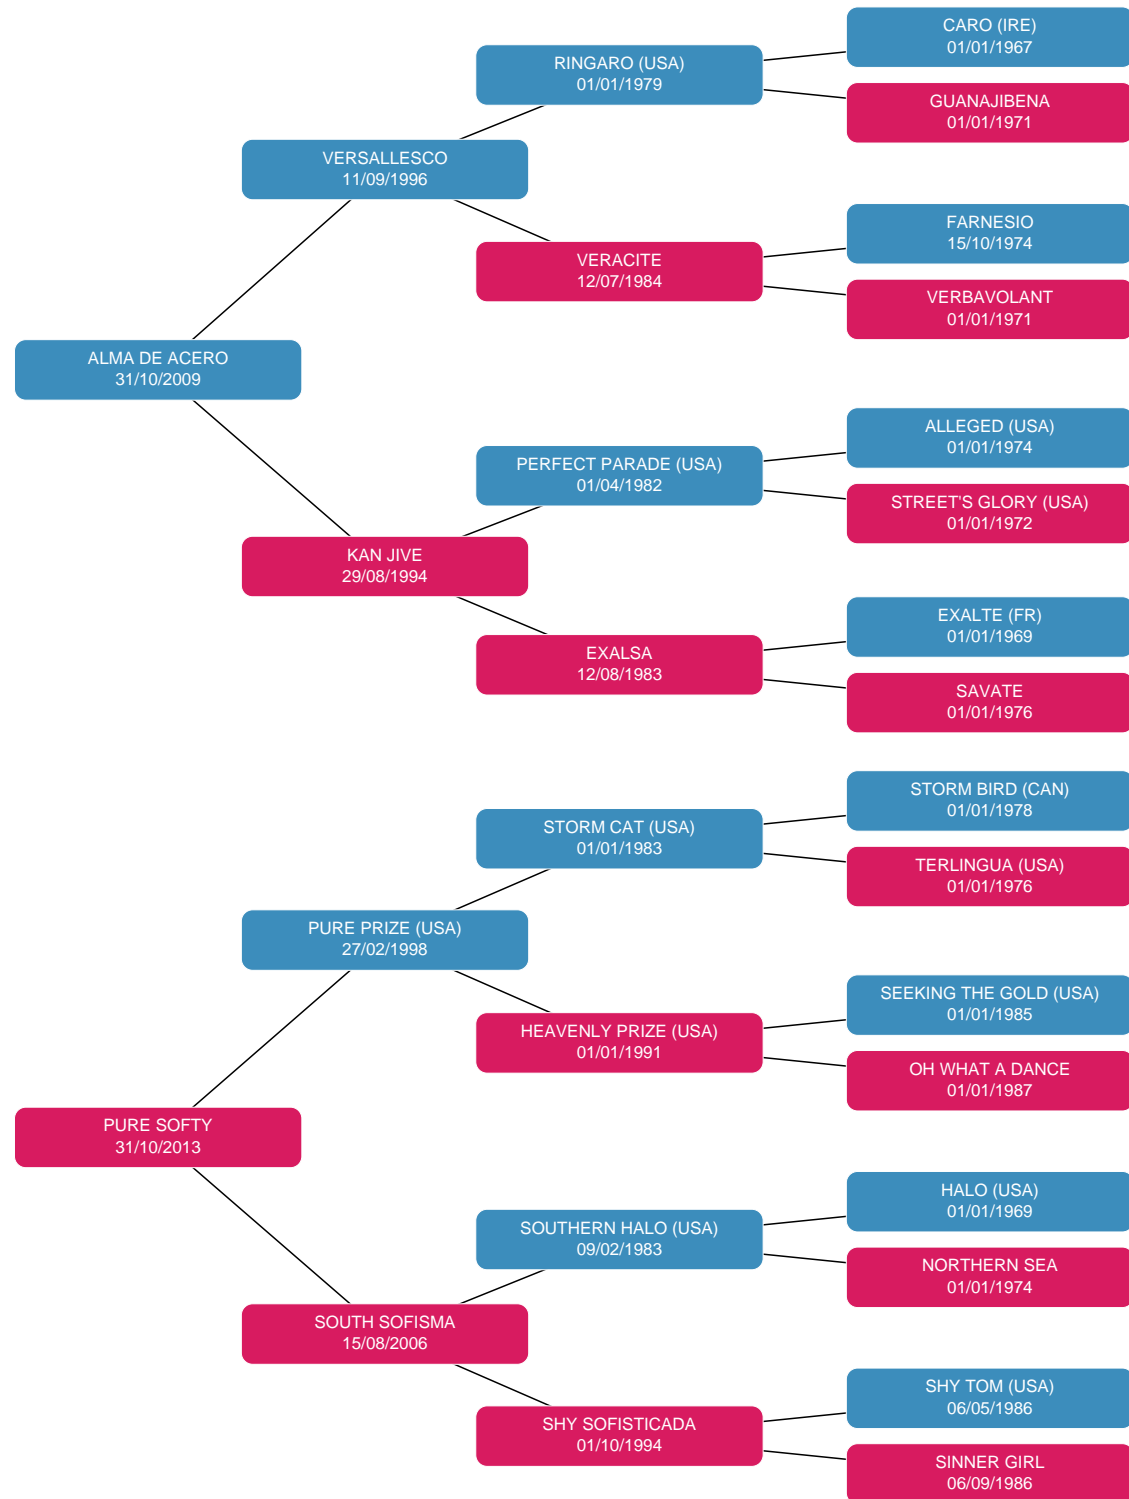 CARO (IRE)
01/01/1967
RINGARO (USA)
01/01/1979
GUANAJIBENA
01/01/1971
VERSALLESCO
11/09/1996
FARNESIO
15/10/1974
VERACITE
12/07/1984
VERBAVOLANT
01/01/1971
ALMA DE ACERO
31/10/2009
ALLEGED (USA)
01/01/1974
PERFECT PARADE (USA)
01/04/1982
STREET'S GLORY (USA)
01/01/1972
KAN JIVE
29/08/1994
EXALTE (FR)
01/01/1969
EXALSA
12/08/1983
SAVATE
01/01/1976
STORM BIRD (CAN)
01/01/1978
STORM CAT (USA)
01/01/1983
TERLINGUA (USA)
01/01/1976
PURE PRIZE (USA)
27/02/1998
SEEKING THE GOLD (USA)
01/01/1985
HEAVENLY PRIZE (USA)
01/01/1991
OH WHAT A DANCE
01/01/1987
PURE SOFTY
31/10/2013
HALO (USA)
01/01/1969
SOUTHERN HALO (USA)
09/02/1983
NORTHERN SEA
01/01/1974
SOUTH SOFISMA
15/08/2006
SHY TOM (USA)
06/05/1986
SHY SOFISTICADA
01/10/1994
SINNER GIRL
06/09/1986